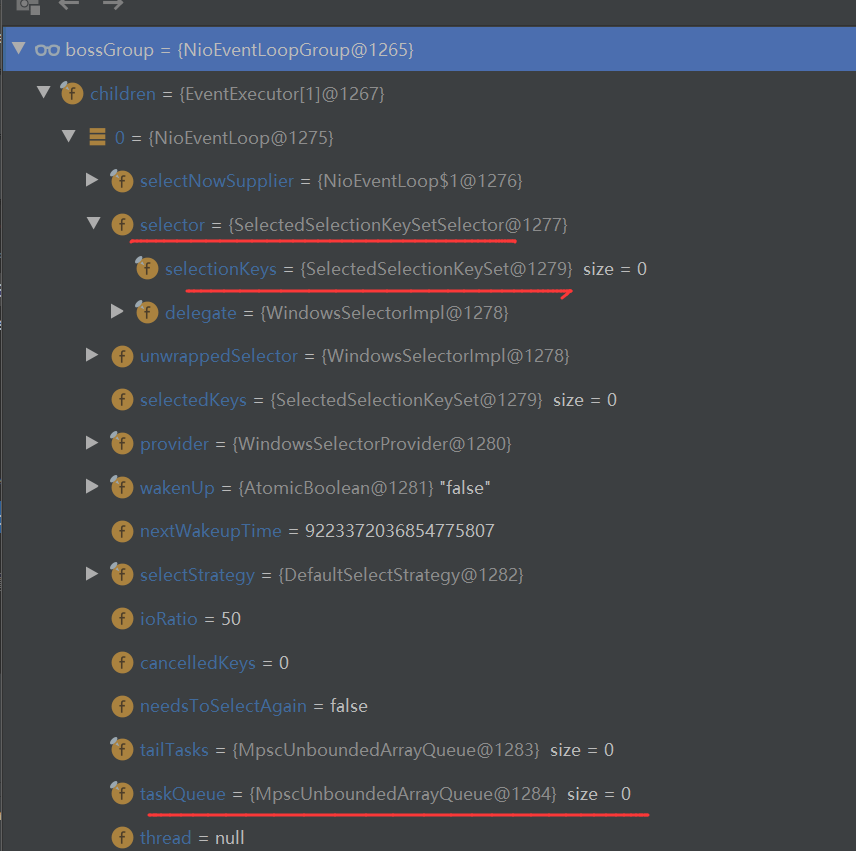 bossGroup = {NioEventLoopGroup@1265}
children = {EventExecutor[1]@1267}
0 = {NioEventLoop@1275}
selectNowSupplier = {NioEventLoop$1@1276}
selector = {SelectedSelectionKeySetSelector@1277}
selectionKeys = {SelectedSelectionKeySet@1279} size = 0
delegate = {WindowsSelectorImpl@1278}
unwrappedSelector = {WindowsSelectorImpl@1278}
selectedKeys = {SelectedSelectionKeySet@1279} size = 0
provider = {WindowsSelectorProvider@1280}
wakenUp = {AtomicBoolean@1281} "false"
nextWakeupTime = 9223372036854775807
selectStrategy = {DefaultSelectStrategy@1282}
ioRatio = 50
cancelledKeys = 0
needsToSelectAgain = false
tailTasks = {MpscUnboundedArrayQueue@1283} size = 0
taskQueue = {MpscUnboundedArrayQueue@1284} size = 0
thread = null